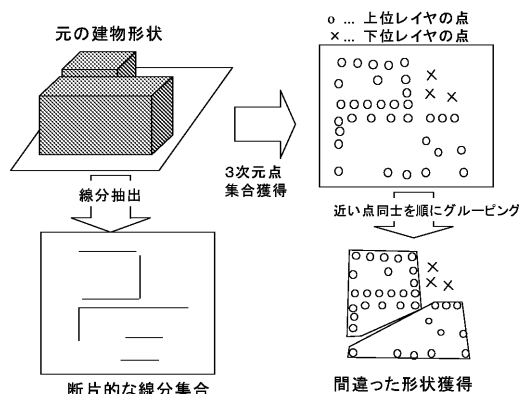 元の建物形状
o … 上位レイヤの点
× … 下位レイヤの点
3次元点
集合獲得
線分抽出
近い点同士を順にグルーピング
断片的な線分集合
間違った形状獲得